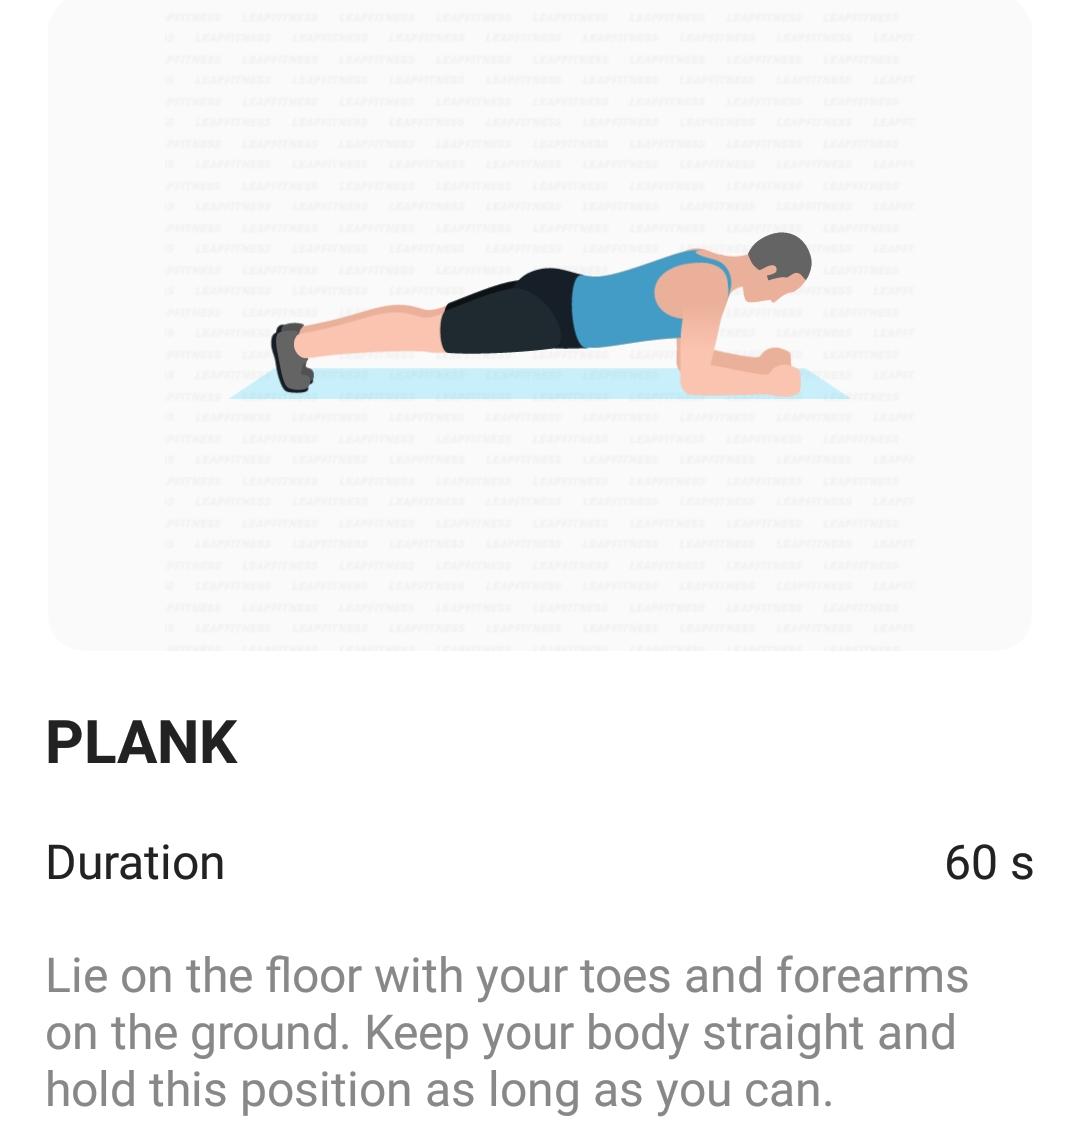 LEAPFITNESS
PLANK
Duration 60 s
Lie on the floor with your toes and forearms
on the ground. Keep your body straight and
hold this position as long as you can.